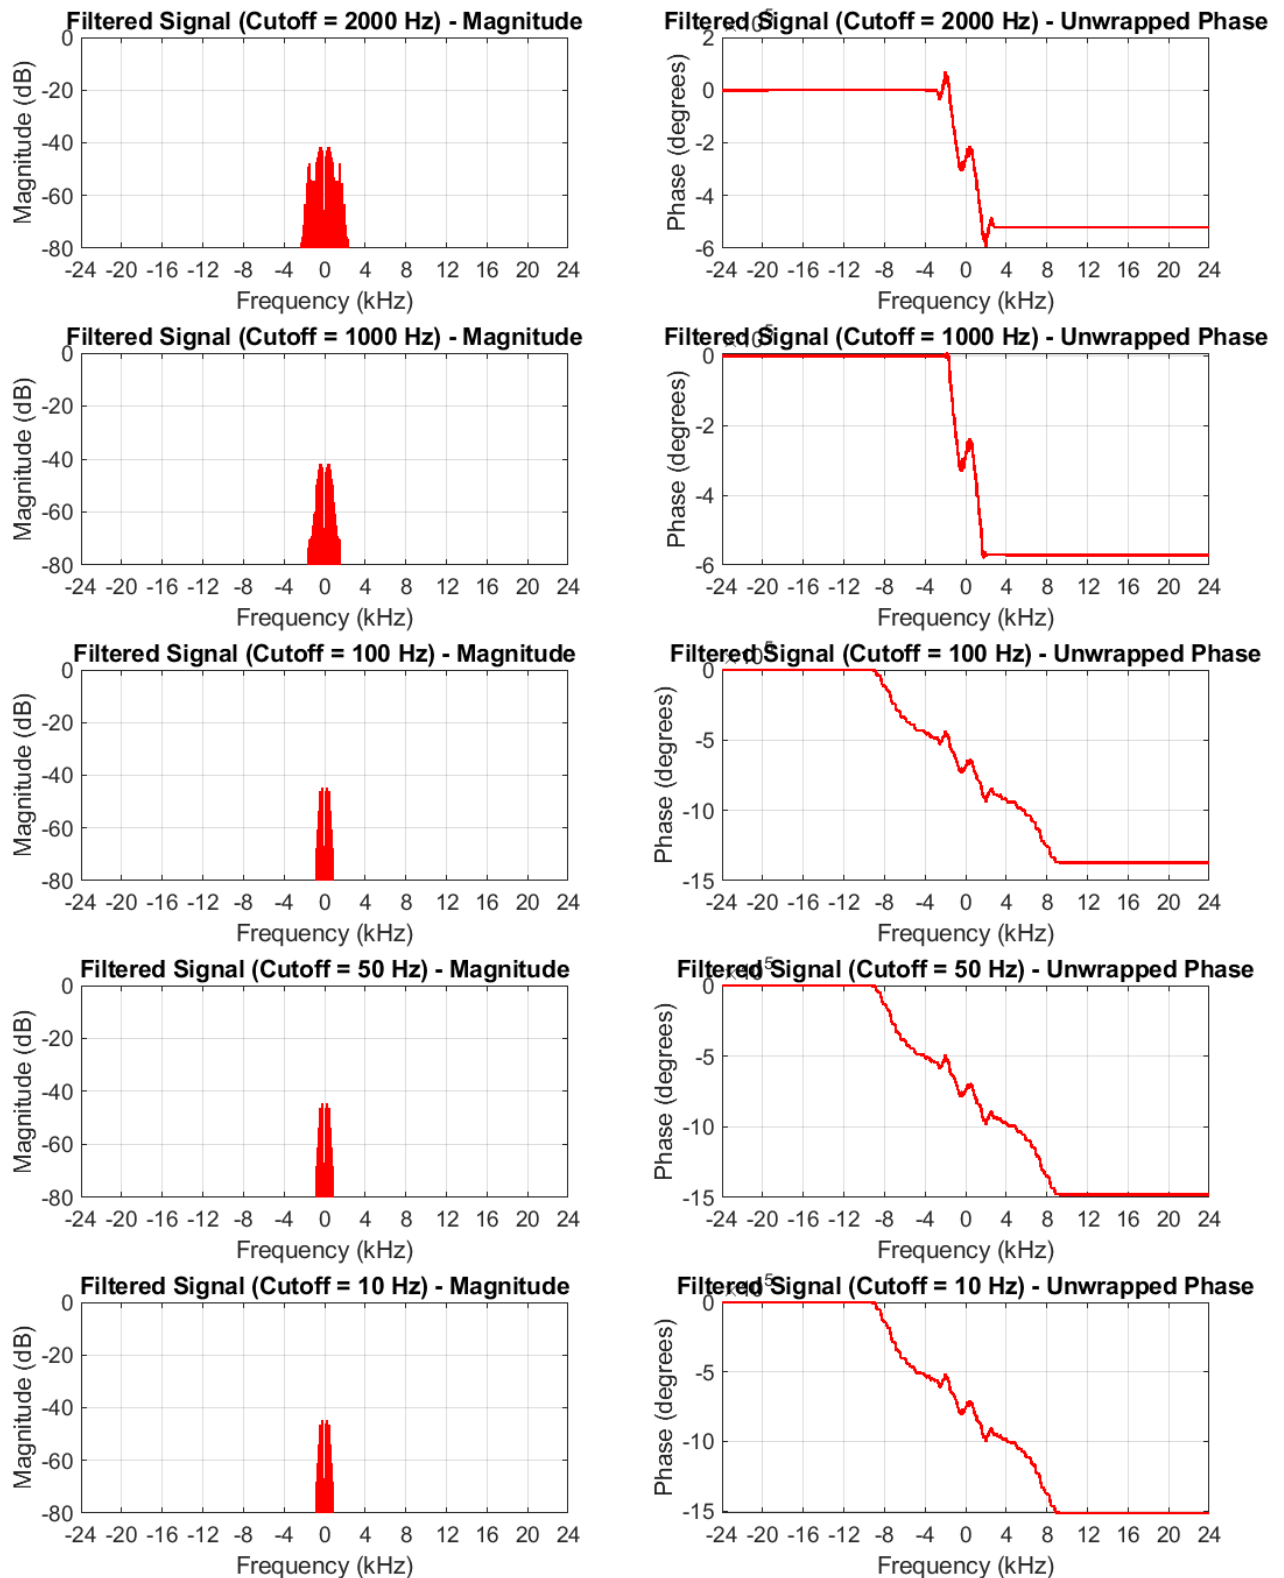 Filtered Signal (Cutoff = 2000 Hz) - Magnitude
0
-20
-40
-60
-80
Magnitude (dB)
-24 -20 -16 -12 -8 -4 0 4 8 12 16 20 24
Frequency (kHz)
Filtered Signal (Cutoff = 2000 Hz) - Unwrapped Phase
2
0
-2
-4
-6
Phase (degrees)
-24 -20 -16 -12 -8 -4 0 4 8 12 16 20 24
Frequency (kHz)
Filtered Signal (Cutoff = 1000 Hz) - Magnitude
0
-20
-40
-60
-80
Magnitude (dB)
-24 -20 -16 -12 -8 -4 0 4 8 12 16 20 24
Frequency (kHz)
Filtered Signal (Cutoff = 1000 Hz) - Unwrapped Phase
0
-2
-4
-6
Phase (degrees)
-24 -20 -16 -12 -8 -4 0 4 8 12 16 20 24
Frequency (kHz)
Filtered Signal (Cutoff = 100 Hz) - Magnitude
0
-20
-40
-60
-80
Magnitude (dB)
-24 -20 -16 -12 -8 -4 0 4 8 12 16 20 24
Frequency (kHz)
Filtered Signal (Cutoff = 100 Hz) - Unwrapped Phase
0
-5
-10
-15
Phase (degrees)
-24 -20 -16 -12 -8 -4 0 4 8 12 16 20 24
Frequency (kHz)
Filtered Signal (Cutoff = 50 Hz) - Magnitude
0
-20
-40
-60
-80
Magnitude (dB)
-24 -20 -16 -12 -8 -4 0 4 8 12 16 20 24
Frequency (kHz)
Filtered Signal (Cutoff = 50 Hz) - Unwrapped Phase
0
-5
-10
-15
Phase (degrees)
-24 -20 -16 -12 -8 -4 0 4 8 12 16 20 24
Frequency (kHz)
Filtered Signal (Cutoff = 10 Hz) - Magnitude
0
-20
-40
-60
-80
Magnitude (dB)
-24 -20 -16 -12 -8 -4 0 4 8 12 16 20 24
Frequency (kHz)
Filtered Signal (Cutoff = 10 Hz) - Unwrapped Phase
0
-5
-10
-15
Phase (degrees)
-24 -20 -16 -12 -8 -4 0 4 8 12 16 20 24
Frequency (kHz)